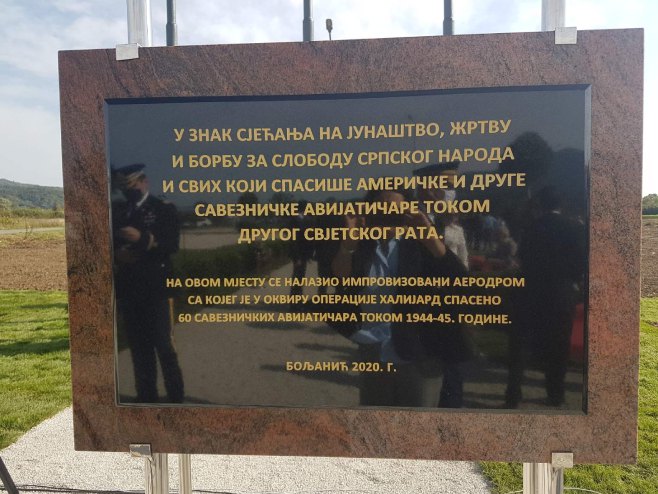 У ЗНАК СЈЕЋАЊА НА ЈУНАШТВО, ЖРТВУ
И БОРБУ ЗА СЛОБОДУ СРПСКОГ НАРОДА
И СВИХ КОЈИ СПАСИШЕ АМЕРИЧКЕ И ДРУГЕ
САВЕЗНИЧКЕ АВИЈАТИЧАРЕ ТОКОМ
ДРУГОГ СВЈЕТСКОГ РАТА.
НА ОВОМ МЈЕСТУ СЕ НАЛАЗИО ИМПРОВИЗОВАНИ АЕРОДРОМ
СА КОЈЕГ ЈЕ У ОКВИРУ ОПЕРАЦИЈЕ ХАЛИЈАРД СПАСЕНО
60 САВЕЗНИЧКИХ АВИЈАТИЧАРА ТОКОМ 1944-45. ГОДИНЕ.
БОЉАНИЋ 2020. Г.